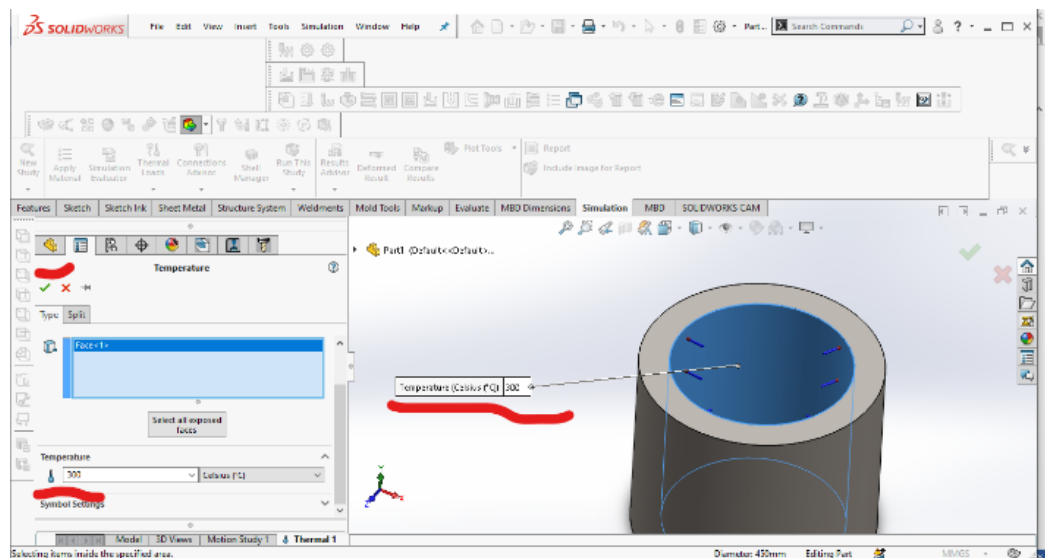 SOLIDWORKS File Edit View Insert Tools Simulation Window Help Part... Search Commands ?
New Study
Apply Material
Simulation Evaluator
Thermal Loads
Connections Advisor
Shell Manager
Run This Study
Results Advisor
Deformed Result
Compare Results
Plot Tools
Report
Include Image for Report
Features Sketch Sketch Ink Sheet Metal Structure System Weldments Mold Tools Markup Evaluate MBD Dimensions Simulation MBD SOLIDWORKS CAM
Part1 (Default<<Default>...
Temperature
Type Split
Face<1>
Temperature (Celsius (°C)) 300
Select all exposed faces
Temperature
300 Celsius (°C)
Symbol Settings
Model 3D Views Motion Study 1 Thermal 1
Selecting items inside the specified area. Diameter: 450mm Editing Part MMGS